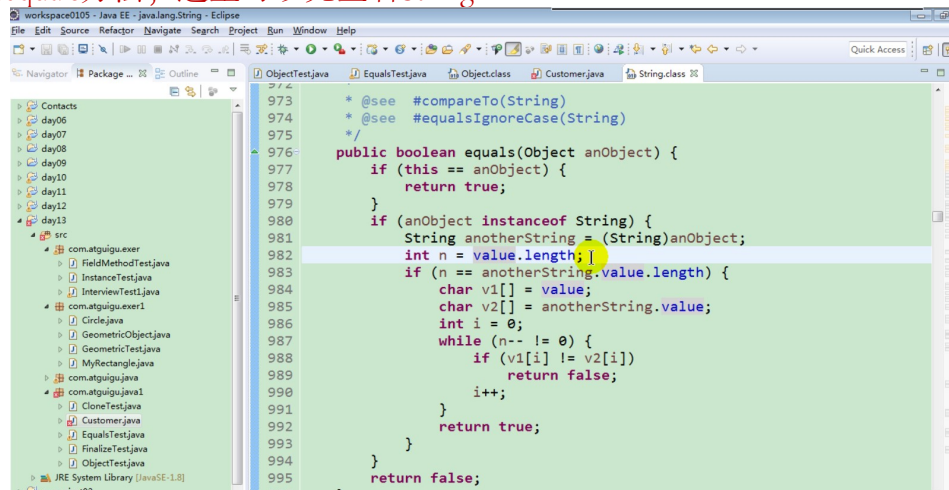 workspace0105 - Java EE - java.lang.String - Eclipse
File Edit Source Refactor Navigate Search Project Run Window Help
Quick Access
Navigator Package ... Outline
ObjectTest.java EqualsTest.java Object.class Customer.java String.class
Contacts
day06
day07
day08
day09
day10
day11
day12
day13
src
com.atguigu.exer
FieldMethodTest.java
InstanceTest.java
InterviewTest1.java
com.atguigu.exer1
Circle.java
GeometricObject.java
GeometricTest.java
MyRectangle.java
com.atguigu.java
com.atguigu.java1
CloneTest.java
Customer.java
EqualsTest.java
FinalizeTest.java
ObjectTest.java
JRE System Library [JavaSE-1.8]
973 * @see #compareTo(String)
974 * @see #equalsIgnoreCase(String)
975 */
976 public boolean equals(Object anObject) {
977 if (this == anObject) {
978 return true;
979 }
980 if (anObject instanceof String) {
981 String anotherString = (String)anObject;
982 int n = value.length;
983 if (n == anotherString.value.length) {
984 char v1[] = value;
985 char v2[] = anotherString.value;
986 int i = 0;
987 while (n-- != 0) {
988 if (v1[i] != v2[i])
989 return false;
990 i++;
991 }
992 return true;
993 }
994 }
995 return false;